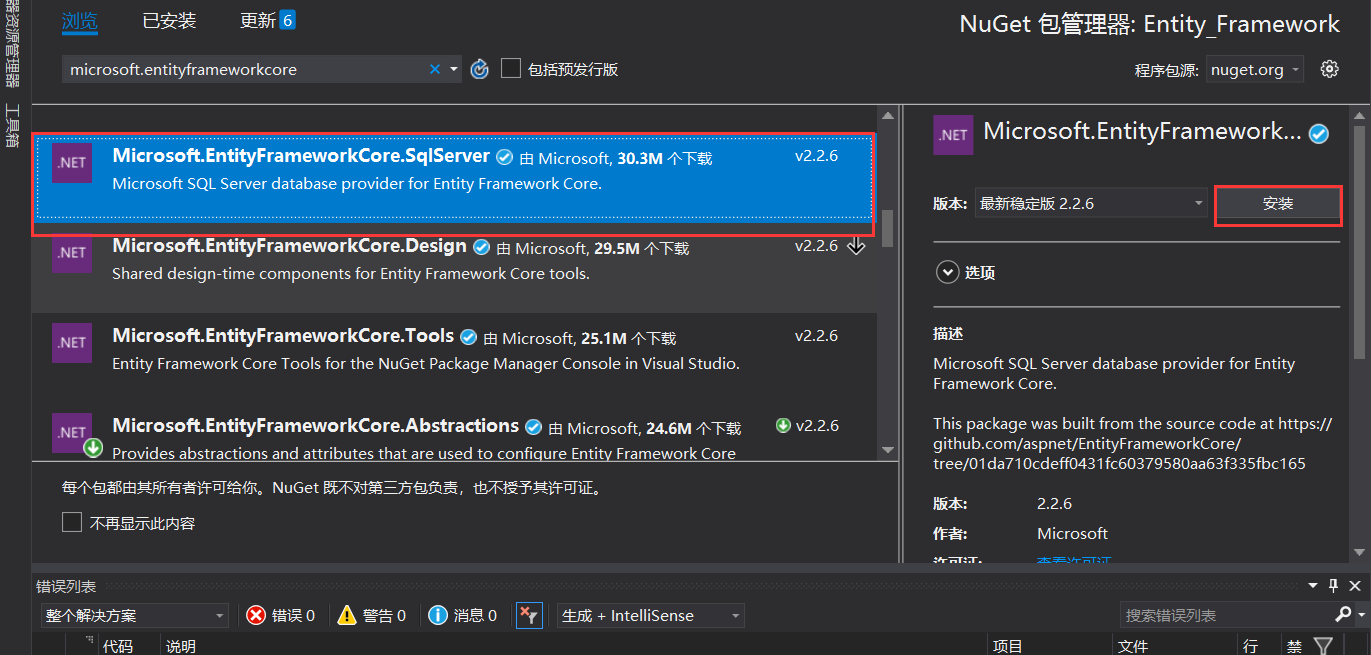 浏览 已安装 更新 6
NuGet 包管理器: Entity_Framework
器资源管理器
工具箱
microsoft.entityframeworkcore
包括预发行版
程序包源: nuget.org
.NET Microsoft.EntityFrameworkCore.SqlServer 由 Microsoft, 30.3M 个下载 v2.2.6
Microsoft SQL Server database provider for Entity Framework Core.
.NET Microsoft.EntityFrameworkCore.Design 由 Microsoft, 29.5M 个下载 v2.2.6
Shared design-time components for Entity Framework Core tools.
.NET Microsoft.EntityFrameworkCore.Tools 由 Microsoft, 25.1M 个下载 v2.2.6
Entity Framework Core Tools for the NuGet Package Manager Console in Visual Studio.
.NET Microsoft.EntityFrameworkCore.Abstractions 由 Microsoft, 24.6M 个下载 v2.2.6
Provides abstractions and attributes that are used to configure Entity Framework Core
每个包都由其所有者许可给你。NuGet 既不对第三方包负责，也不授予其许可证。
不再显示此内容
.NET Microsoft.EntityFramework...
版本: 最新稳定版 2.2.6 安装
选项
描述
Microsoft SQL Server database provider for Entity
Framework Core.
This package was built from the source code at https://
github.com/aspnet/EntityFrameworkCore/
tree/01da710cdeff0431fc60379580aa63f335fbc165
版本: 2.2.6
作者: Microsoft
许可证: 查看许可证
错误列表
整个解决方案 错误 0 警告 0 消息 0 生成 + IntelliSense 搜索错误列表
代码 说明 项目 文件 行 禁